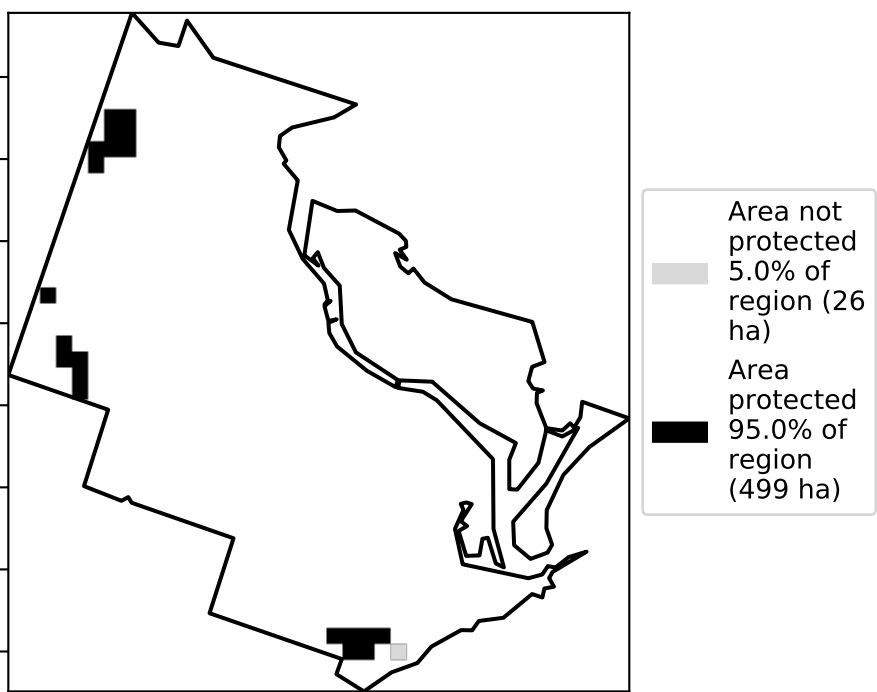 Area not
protected
5.0% of
region (26
ha)
Area
protected
95.0% of
region
(499 ha)